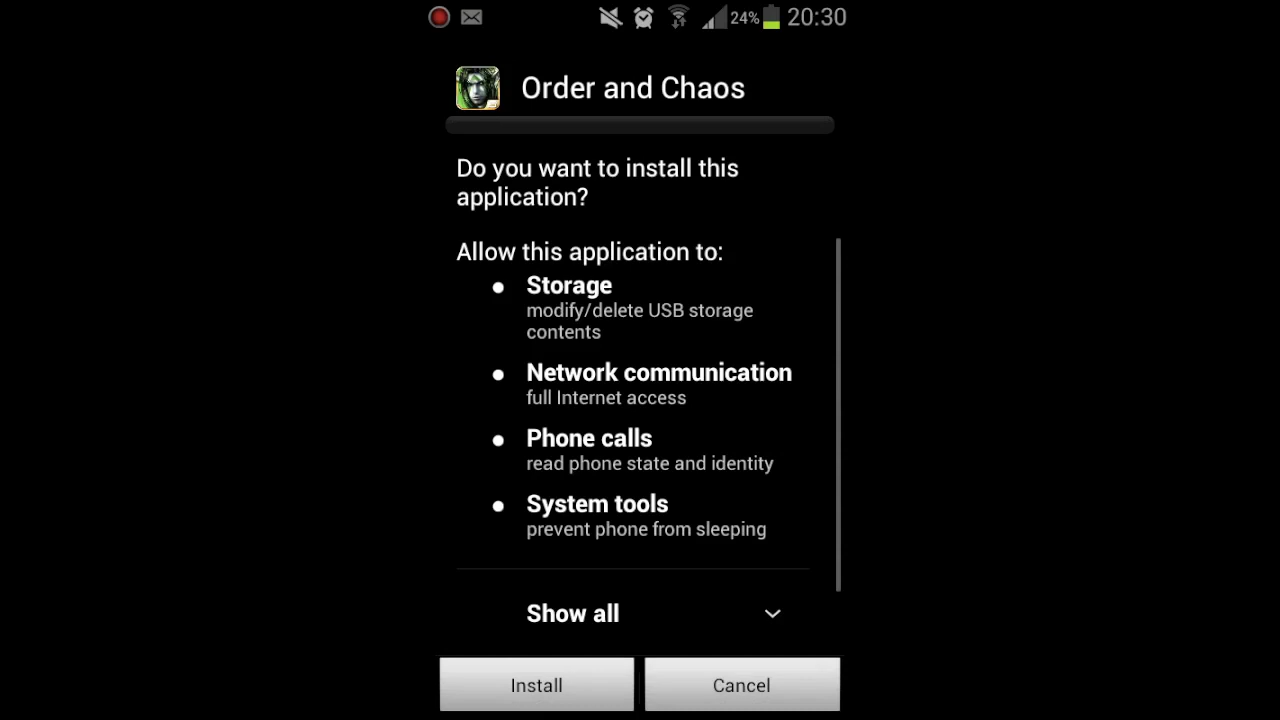 24% 20:30
Order and Chaos
Do you want to install this
application?
Allow this application to:
Storage
modify/delete USB storage
contents
Network communication
full Internet access
Phone calls
read phone state and identity
System tools
prevent phone from sleeping
Show all
Install Cancel